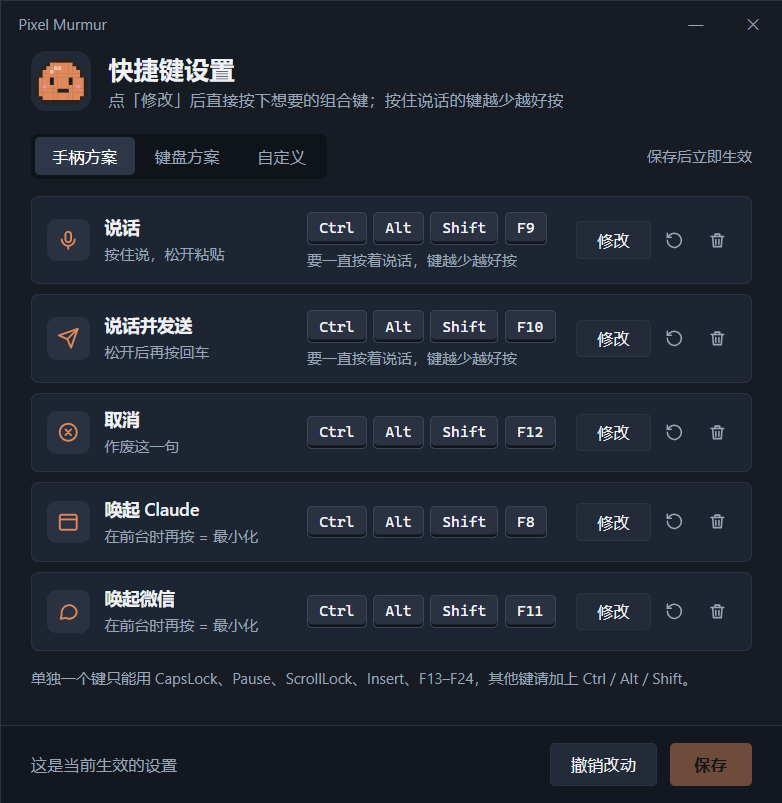 Pixel Murmur
快捷键设置
点「修改」后直接按下想要的组合键；按住说话的键越少越好按
手柄方案 键盘方案 自定义 保存后立即生效
说话
按住说，松开粘贴
Ctrl Alt Shift F9
要一直按着说话，键越少越好按
修改
说话并发送
松开后再按回车
Ctrl Alt Shift F10
要一直按着说话，键越少越好按
修改
取消
作废这一句
Ctrl Alt Shift F12
修改
唤起 Claude
在前台时再按 = 最小化
Ctrl Alt Shift F8
修改
唤起微信
在前台时再按 = 最小化
Ctrl Alt Shift F11
修改
单独一个键只能用 CapsLock、Pause、ScrollLock、Insert、F13–F24，其他键请加上 Ctrl / Alt / Shift。
这是当前生效的设置
撤销改动 保存